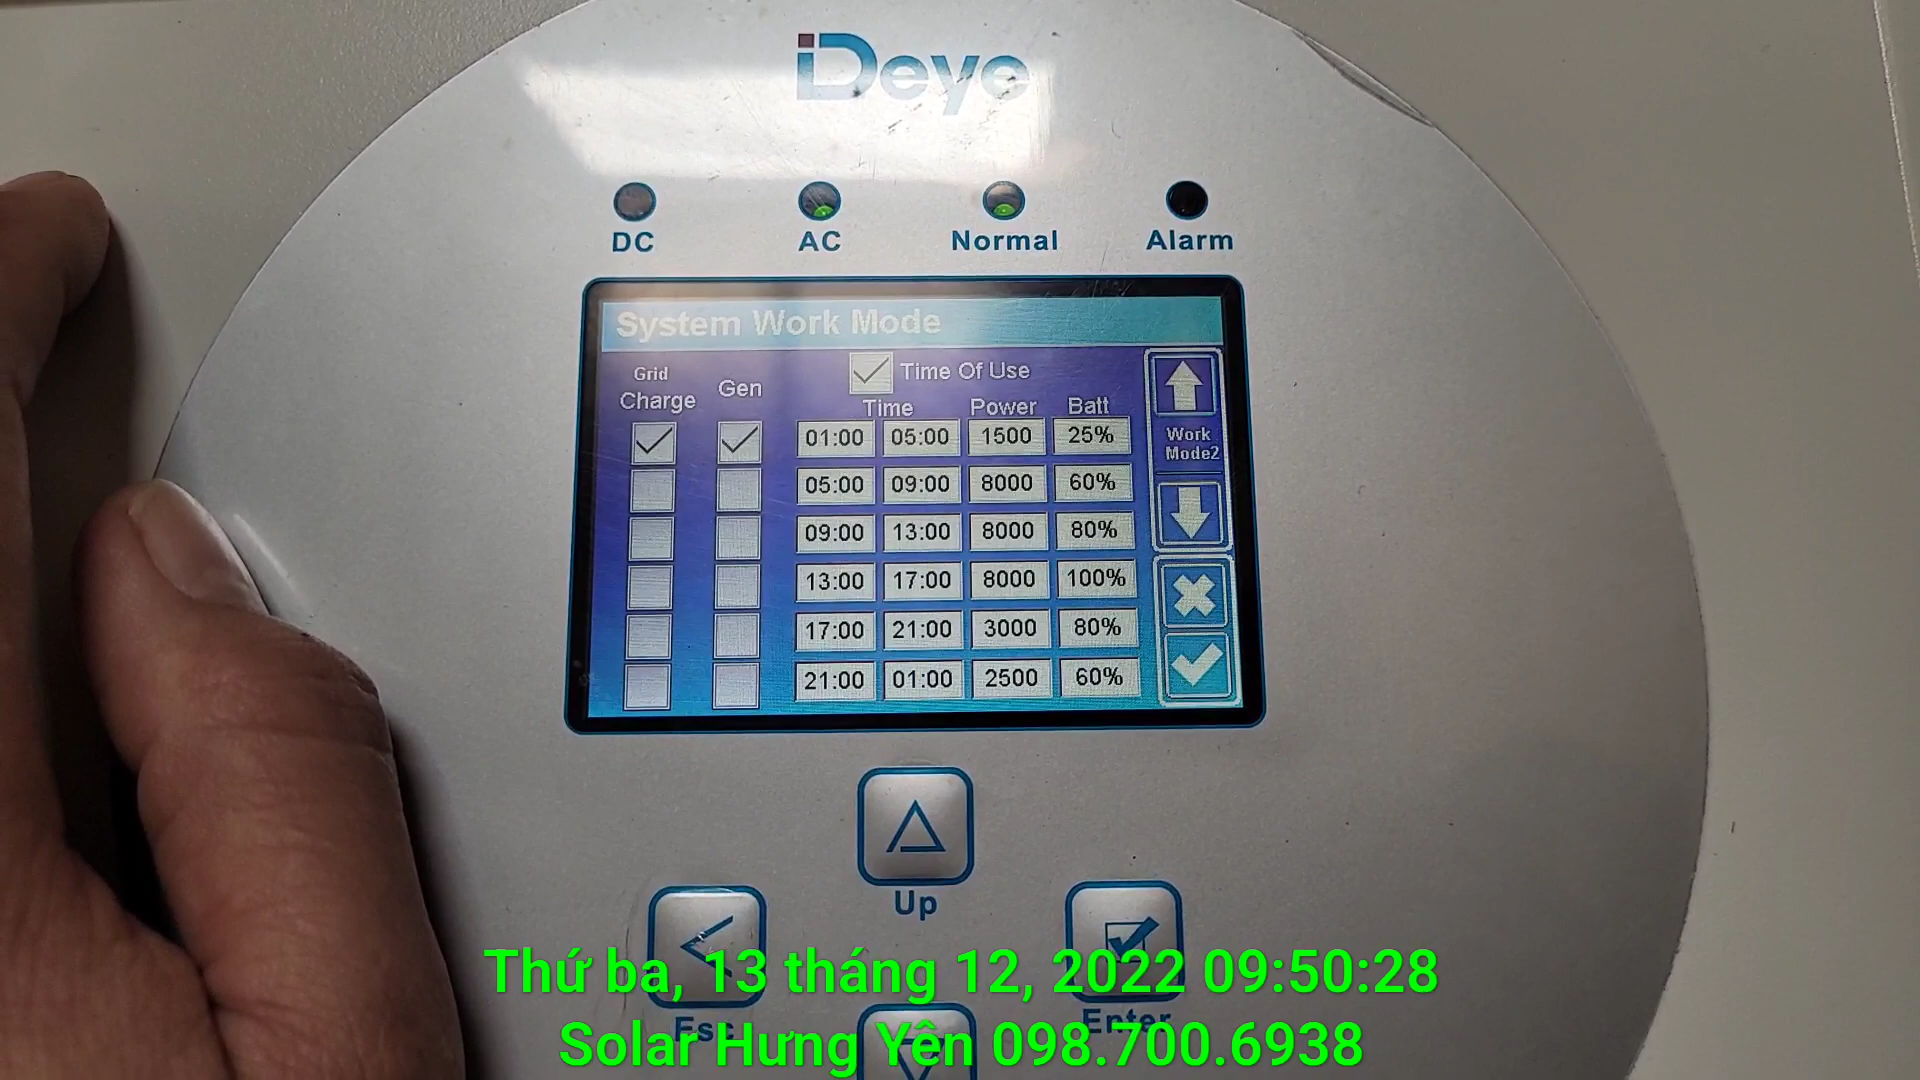 Deye
DC AC Normal Alarm
System Work Mode
Grid Charge Gen Time Of Use
Time Power Batt
01:00 05:00 1500 25%
05:00 09:00 8000 60%
09:00 13:00 8000 80%
13:00 17:00 8000 100%
17:00 21:00 3000 80%
21:00 01:00 2500 60%
Work
Mode2
Up
Esc Enter
Thứ ba, 13 tháng 12, 2022 09:50:28
Solar Hưng Yên 098.700.6938